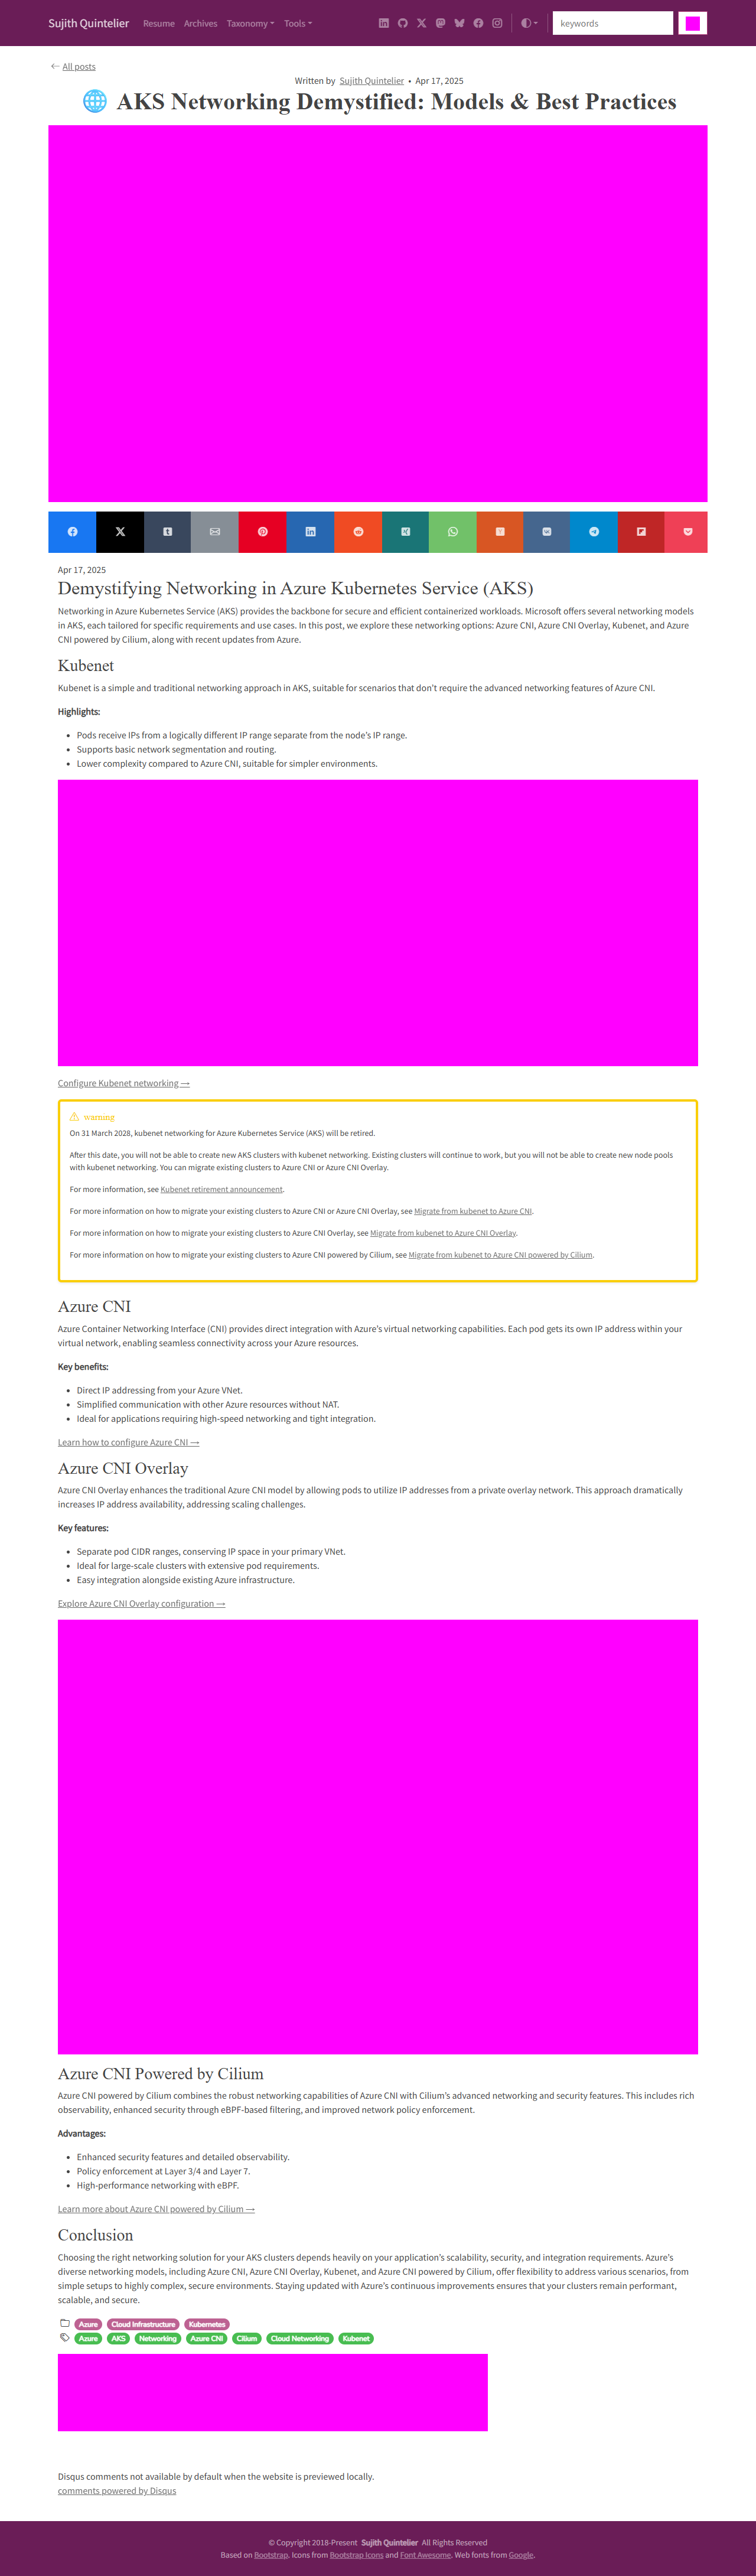 Sujith Quintelier Resume Archives Taxonomy Tools keywords
All posts
Written by Sujith Quintelier • Apr 17, 2025
🌐 AKS Networking Demystified: Models & Best Practices
Apr 17, 2025
Demystifying Networking in Azure Kubernetes Service (AKS)
Networking in Azure Kubernetes Service (AKS) provides the backbone for secure and efficient containerized workloads. Microsoft offers several networking models
in AKS, each tailored for specific requirements and use cases. In this post, we explore these networking options: Azure CNI, Azure CNI Overlay, Kubenet, and Azure
CNI powered by Cilium, along with recent updates from Azure.
Kubenet
Kubenet is a simple and traditional networking approach in AKS, suitable for scenarios that don't require the advanced networking features of Azure CNI.
Highlights:
• Pods receive IPs from a logically different IP range separate from the node's IP range.
• Supports basic network segmentation and routing.
• Lower complexity compared to Azure CNI, suitable for simpler environments.
Configure Kubenet networking →
warning
On 31 March 2028, kubenet networking for Azure Kubernetes Service (AKS) will be retired.
After this date, you will not be able to create new AKS clusters with kubenet networking. Existing clusters will continue to work, but you will not be able to create new node pools
with kubenet networking. You can migrate existing clusters to Azure CNI or Azure CNI Overlay.
For more information, see Kubenet retirement announcement.
For more information on how to migrate your existing clusters to Azure CNI or Azure CNI Overlay, see Migrate from kubenet to Azure CNI.
For more information on how to migrate your existing clusters to Azure CNI Overlay, see Migrate from kubenet to Azure CNI Overlay.
For more information on how to migrate your existing clusters to Azure CNI powered by Cilium, see Migrate from kubenet to Azure CNI powered by Cilium.
Azure CNI
Azure Container Networking Interface (CNI) provides direct integration with Azure's virtual networking capabilities. Each pod gets its own IP address within your
virtual network, enabling seamless connectivity across your Azure resources.
Key benefits:
• Direct IP addressing from your Azure VNet.
• Simplified communication with other Azure resources without NAT.
• Ideal for applications requiring high-speed networking and tight integration.
Learn how to configure Azure CNI →
Azure CNI Overlay
Azure CNI Overlay enhances the traditional Azure CNI model by allowing pods to utilize IP addresses from a private overlay network. This approach dramatically
increases IP address availability, addressing scaling challenges.
Key features:
• Separate pod CIDR ranges, conserving IP space in your primary VNet.
• Ideal for large-scale clusters with extensive pod requirements.
• Easy integration alongside existing Azure infrastructure.
Explore Azure CNI Overlay configuration →
Azure CNI Powered by Cilium
Azure CNI powered by Cilium combines the robust networking capabilities of Azure CNI with Cilium's advanced networking and security features. This includes rich
observability, enhanced security through eBPF-based filtering, and improved network policy enforcement.
Advantages:
• Enhanced security features and detailed observability.
• Policy enforcement at Layer 3/4 and Layer 7.
• High-performance networking with eBPF.
Learn more about Azure CNI powered by Cilium →
Conclusion
Choosing the right networking solution for your AKS clusters depends heavily on your application's scalability, security, and integration requirements. Azure's
diverse networking models, including Azure CNI, Azure CNI Overlay, Kubenet, and Azure CNI powered by Cilium, offer flexibility to address various scenarios, from
simple setups to highly complex, secure environments. Staying updated with Azure's continuous improvements ensures that your clusters remain performant,
scalable, and secure.
Azure Cloud Infrastructure Kubernetes
Azure AKS Networking Azure CNI Cilium Cloud Networking Kubenet
Disqus comments not available by default when the website is previewed locally.
comments powered by Disqus
© Copyright 2018-Present Sujith Quintelier All Rights Reserved
Based on Bootstrap. Icons from Bootstrap Icons and Font Awesome. Web fonts from Google.